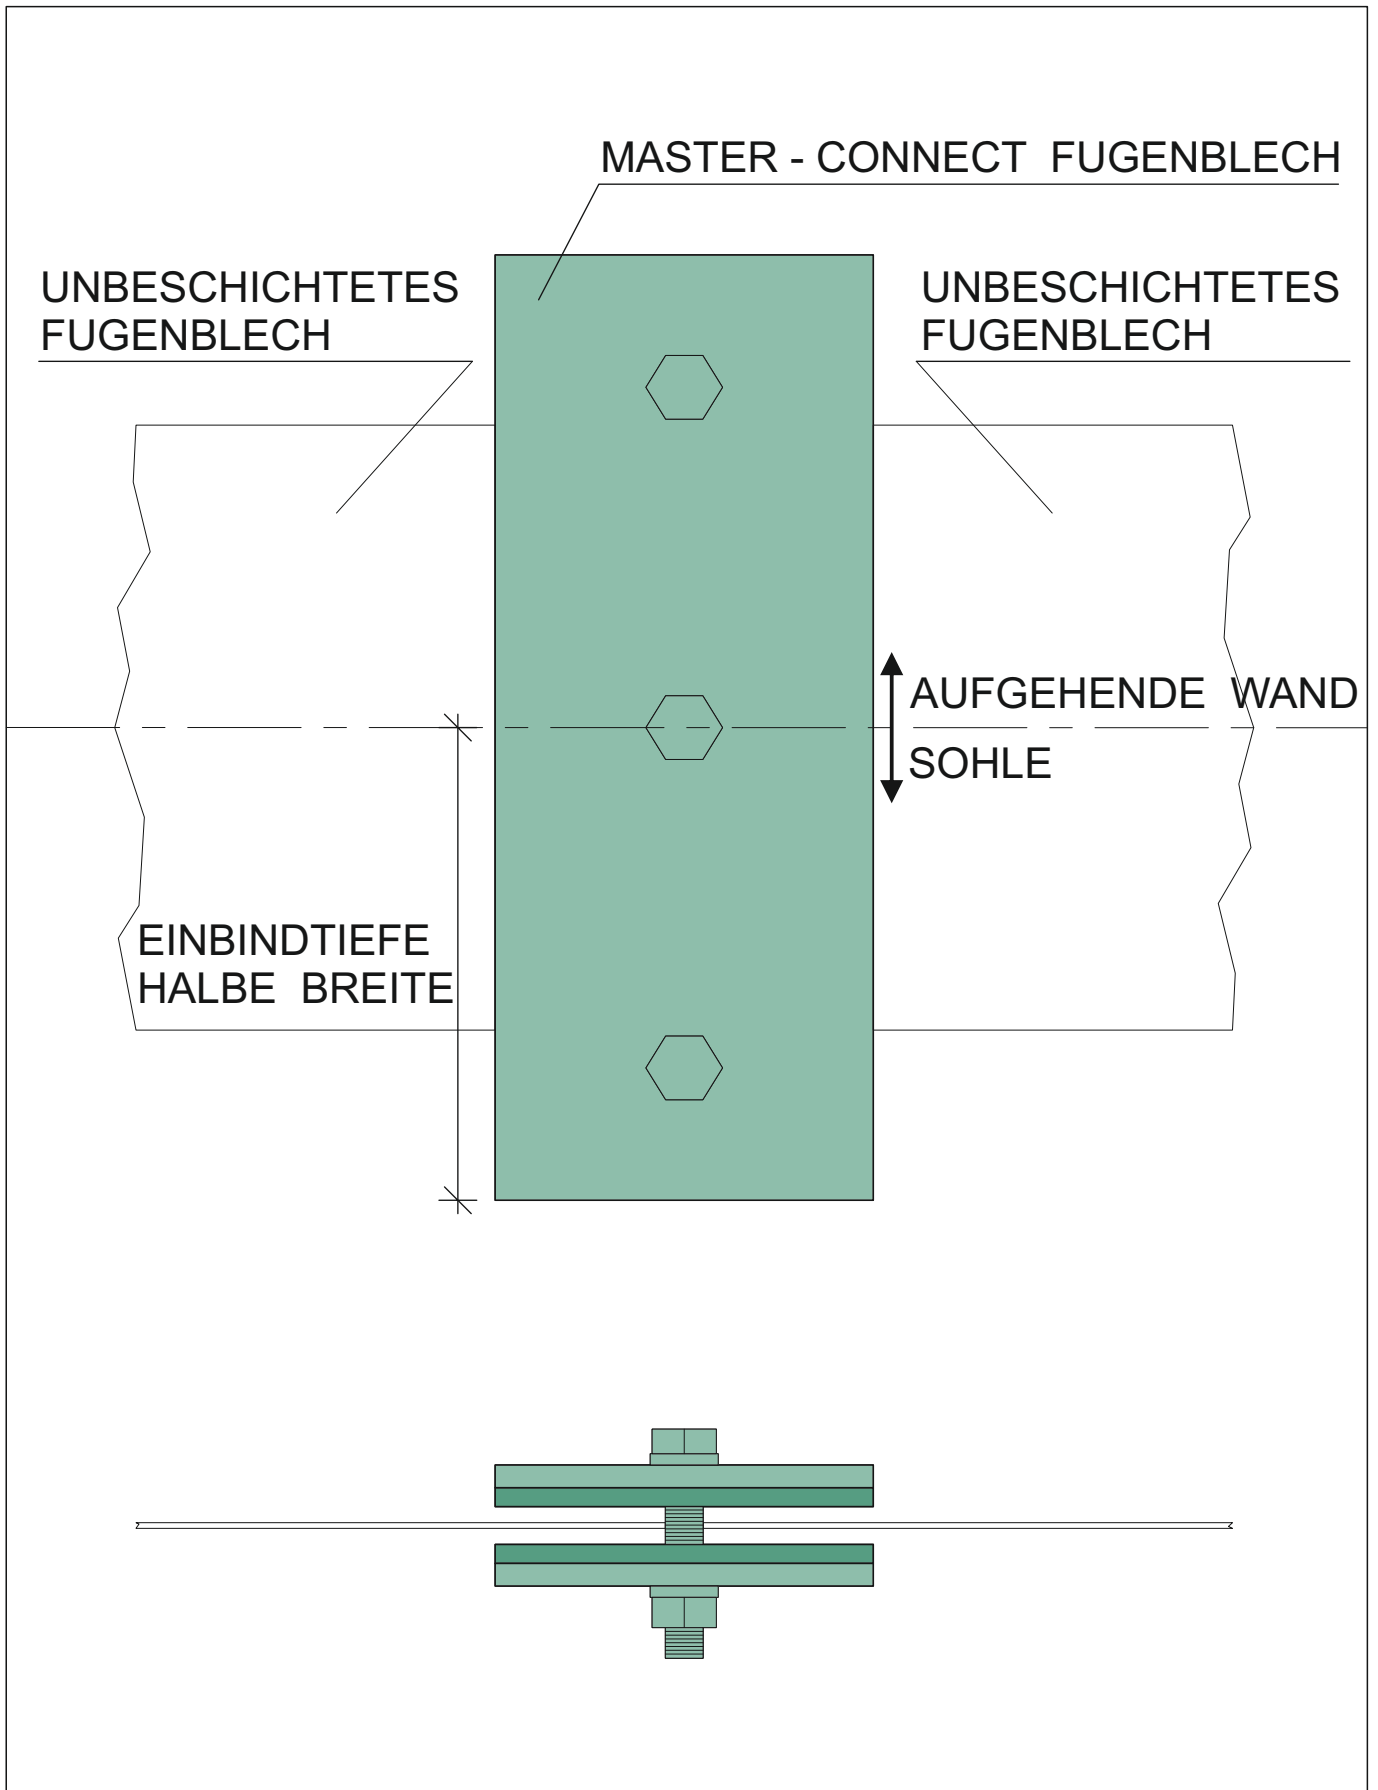 MASTER - CONNECT FUGENBLECH
UNBESCHICHTETES
FUGENBLECH
UNBESCHICHTETES
FUGENBLECH
AUFGEHENDE WAND
SOHLE
EINBINDTIEFE
HALBE BREITE